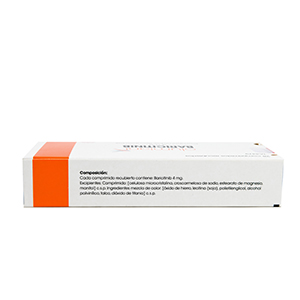 BARICITINIB
Composición:
Cada comprimido recubierto contiene: Baricitinib 4 mg.
Excipientes: Comprimido: (celulosa microcristalina, croscarmelosa de sodio, estearato de magnesio,
manitol) c.s.p. Ingredientes mezcla de color: (óxido de hierro, lecitina (soya), polietilenglicol, alcohol
polivinílico, talco, dióxido de titanio) c.s.p.